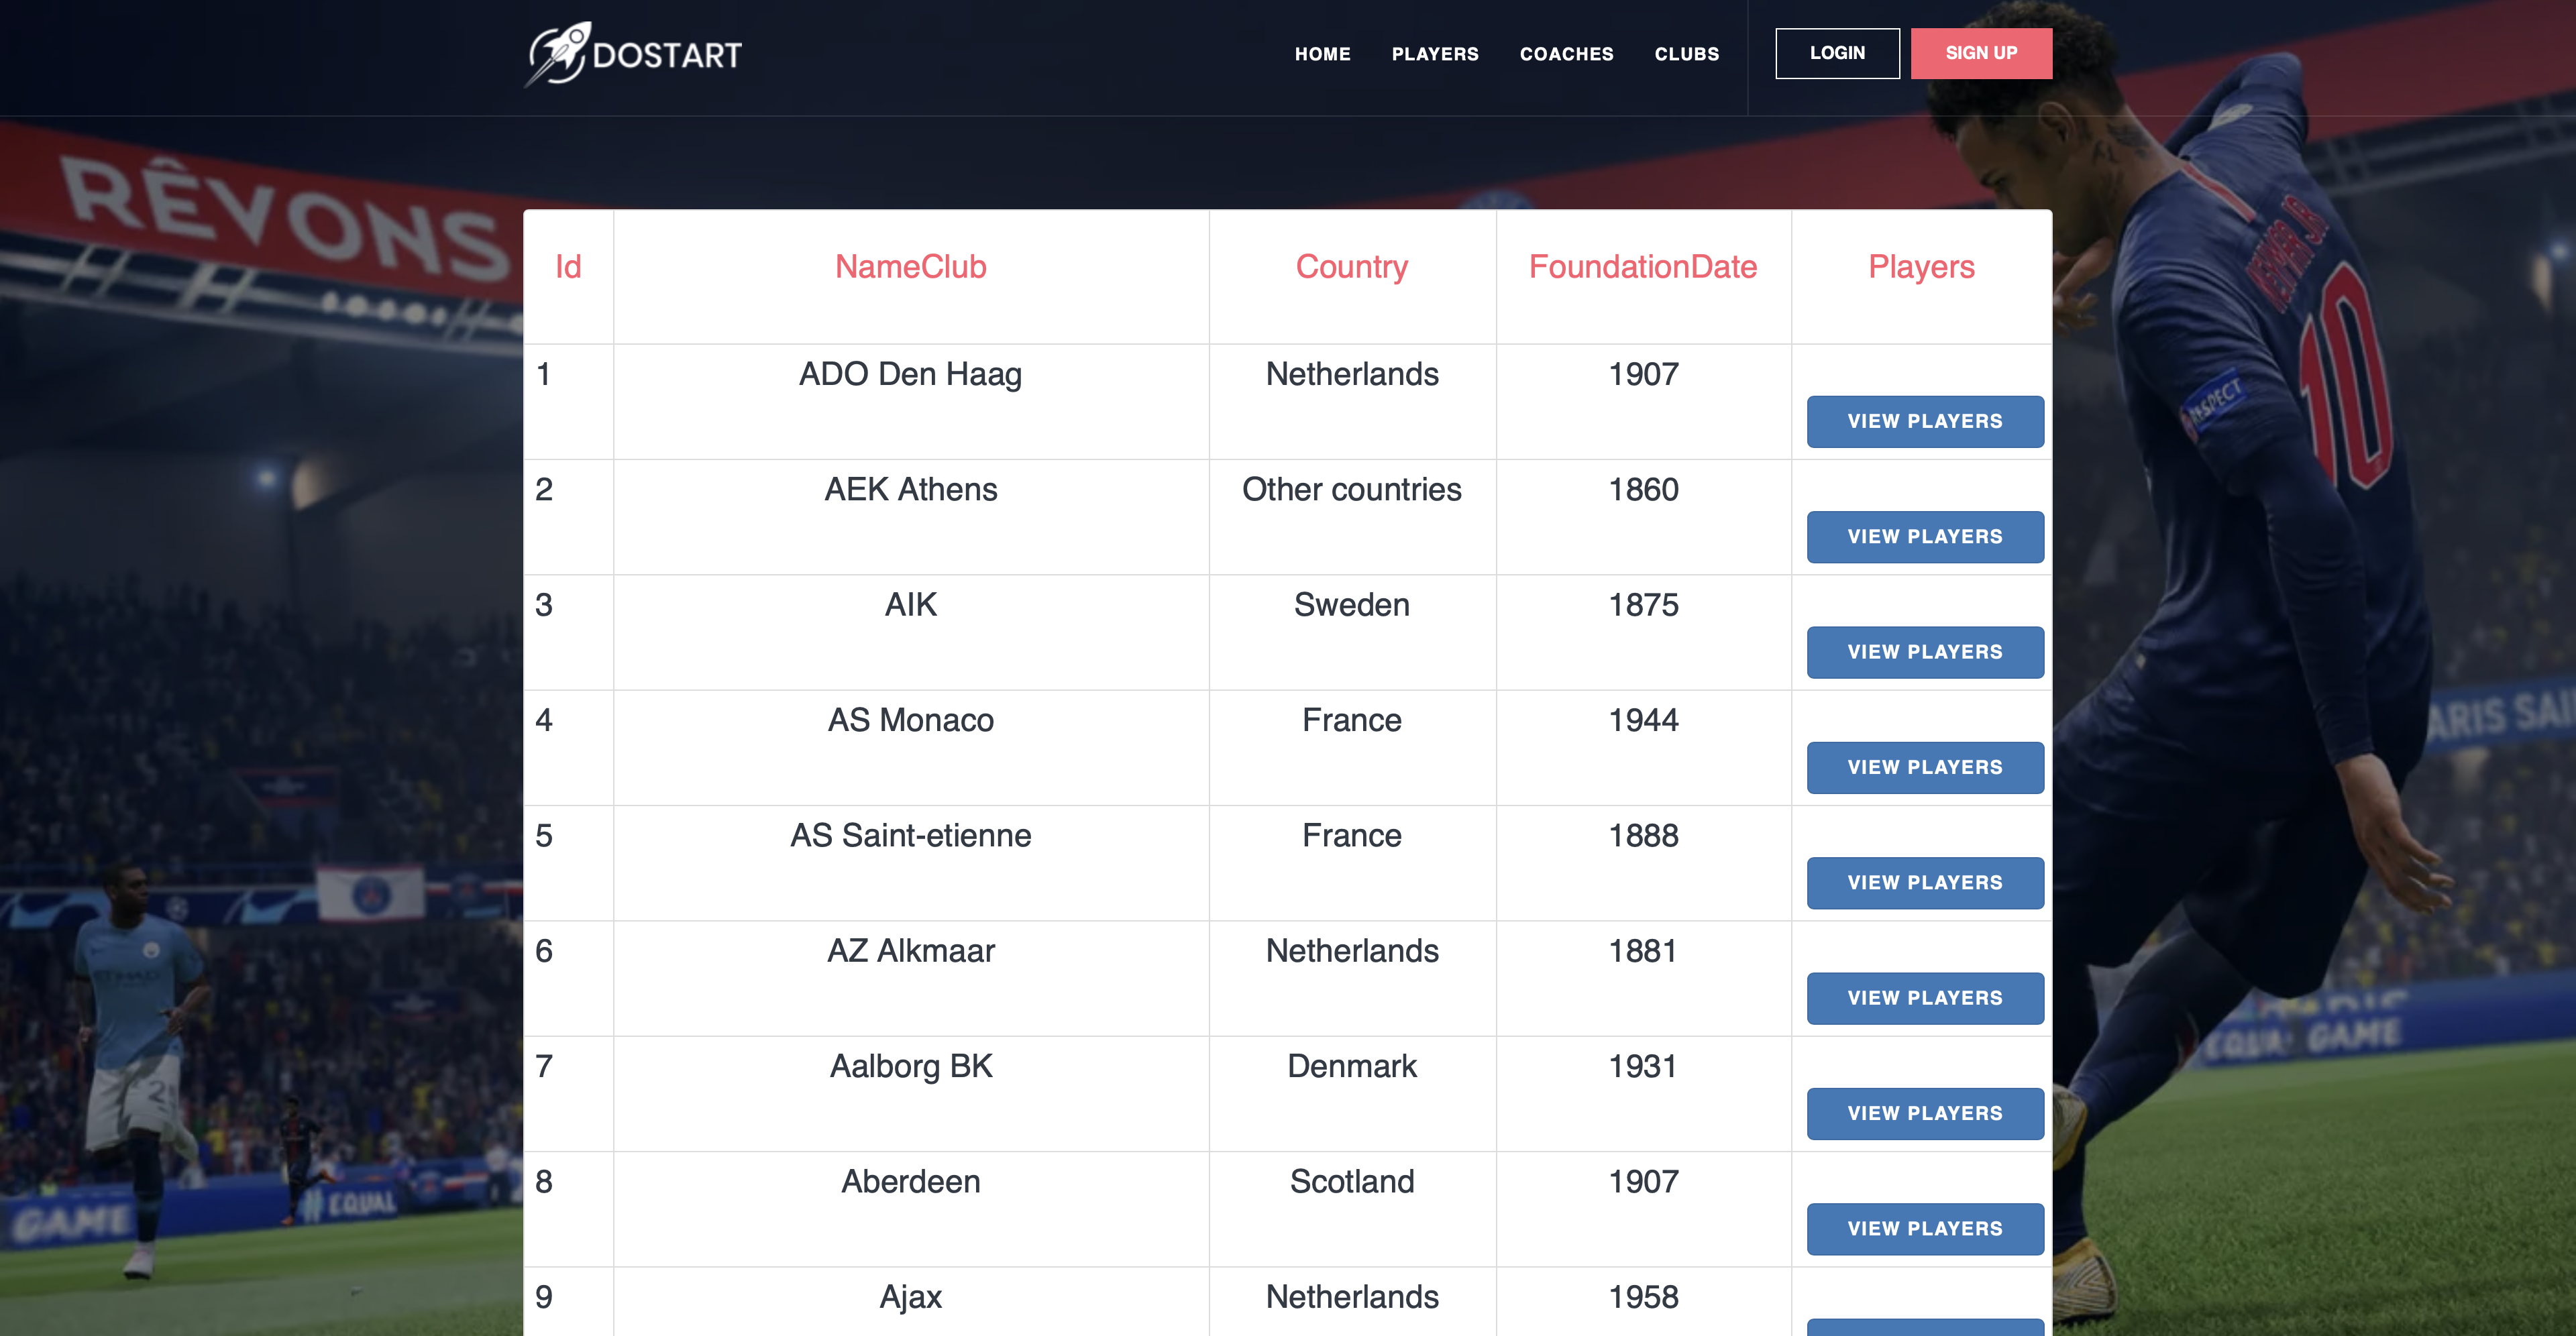 DOSTART
HOME PLAYERS COACHES CLUBS LOGIN SIGN UP
RÊVONS
NEYMAR JR
10
RESPECT
Id NameClub Country FoundationDate Players
1 ADO Den Haag Netherlands 1907 VIEW PLAYERS
2 AEK Athens Other countries 1860 VIEW PLAYERS
3 AIK Sweden 1875 VIEW PLAYERS
4 AS Monaco France 1944 VIEW PLAYERS
5 AS Saint-etienne France 1888 VIEW PLAYERS
6 AZ Alkmaar Netherlands 1881 VIEW PLAYERS
7 Aalborg BK Denmark 1931 VIEW PLAYERS
8 Aberdeen Scotland 1907 VIEW PLAYERS
9 Ajax Netherlands 1958
ARIS SAI
EQUAL GAME
GAME
#EQUAL